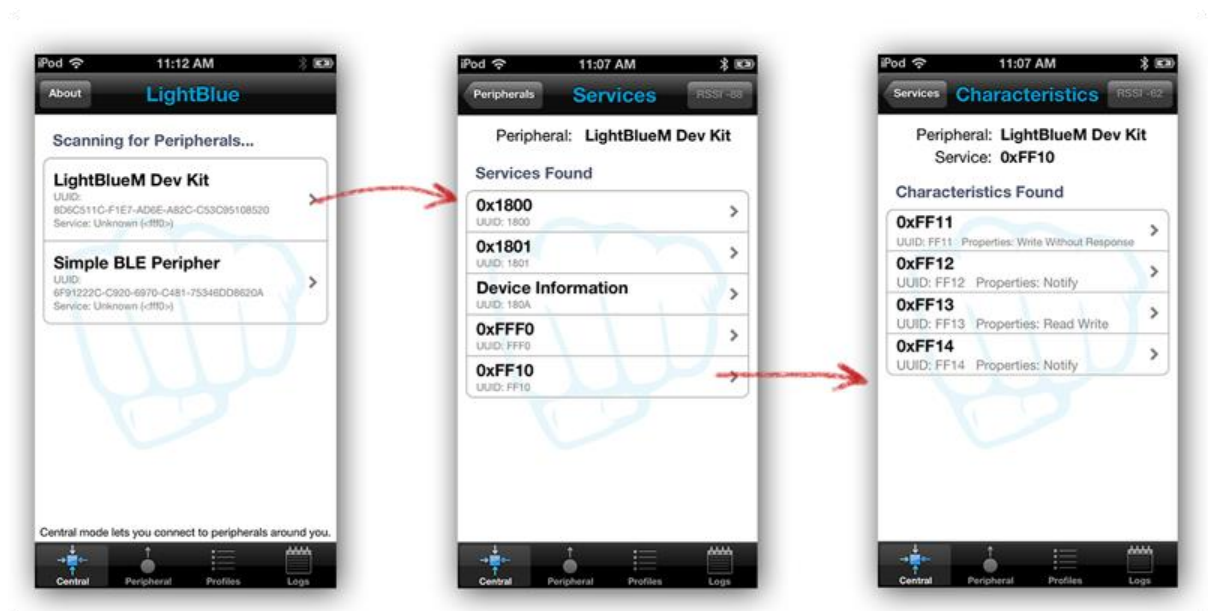 iPod 11:12 AM
About LightBlue
Scanning for Peripherals...
LightBlueM Dev Kit
UUID:
8D6C511C-F1E7-AD6E-A82C-C53C95108520
Service: Unknown (<fff0>)
Simple BLE Peripher
UUID:
6F91222C-C920-6970-C481-75346DD8620A
Service: Unknown (<fff0>)
Central mode lets you connect to peripherals around you.
Central Peripheral Profiles Logs
iPod 11:07 AM
Peripherals Services RSSI -88
Peripheral: LightBlueM Dev Kit
Services Found
0x1800
UUID: 1800
0x1801
UUID: 1801
Device Information
UUID: 180A
0xFFF0
UUID: FFF0
0xFF10
UUID: FF10
Central Peripheral Profiles Logs
iPod 11:07 AM
Services Characteristics RSSI -62
Peripheral: LightBlueM Dev Kit
Service: 0xFF10
Characteristics Found
0xFF11
UUID: FF11 Properties: Write Without Response
0xFF12
UUID: FF12 Properties: Notify
0xFF13
UUID: FF13 Properties: Read Write
0xFF14
UUID: FF14 Properties: Notify
Central Peripheral Profiles Logs